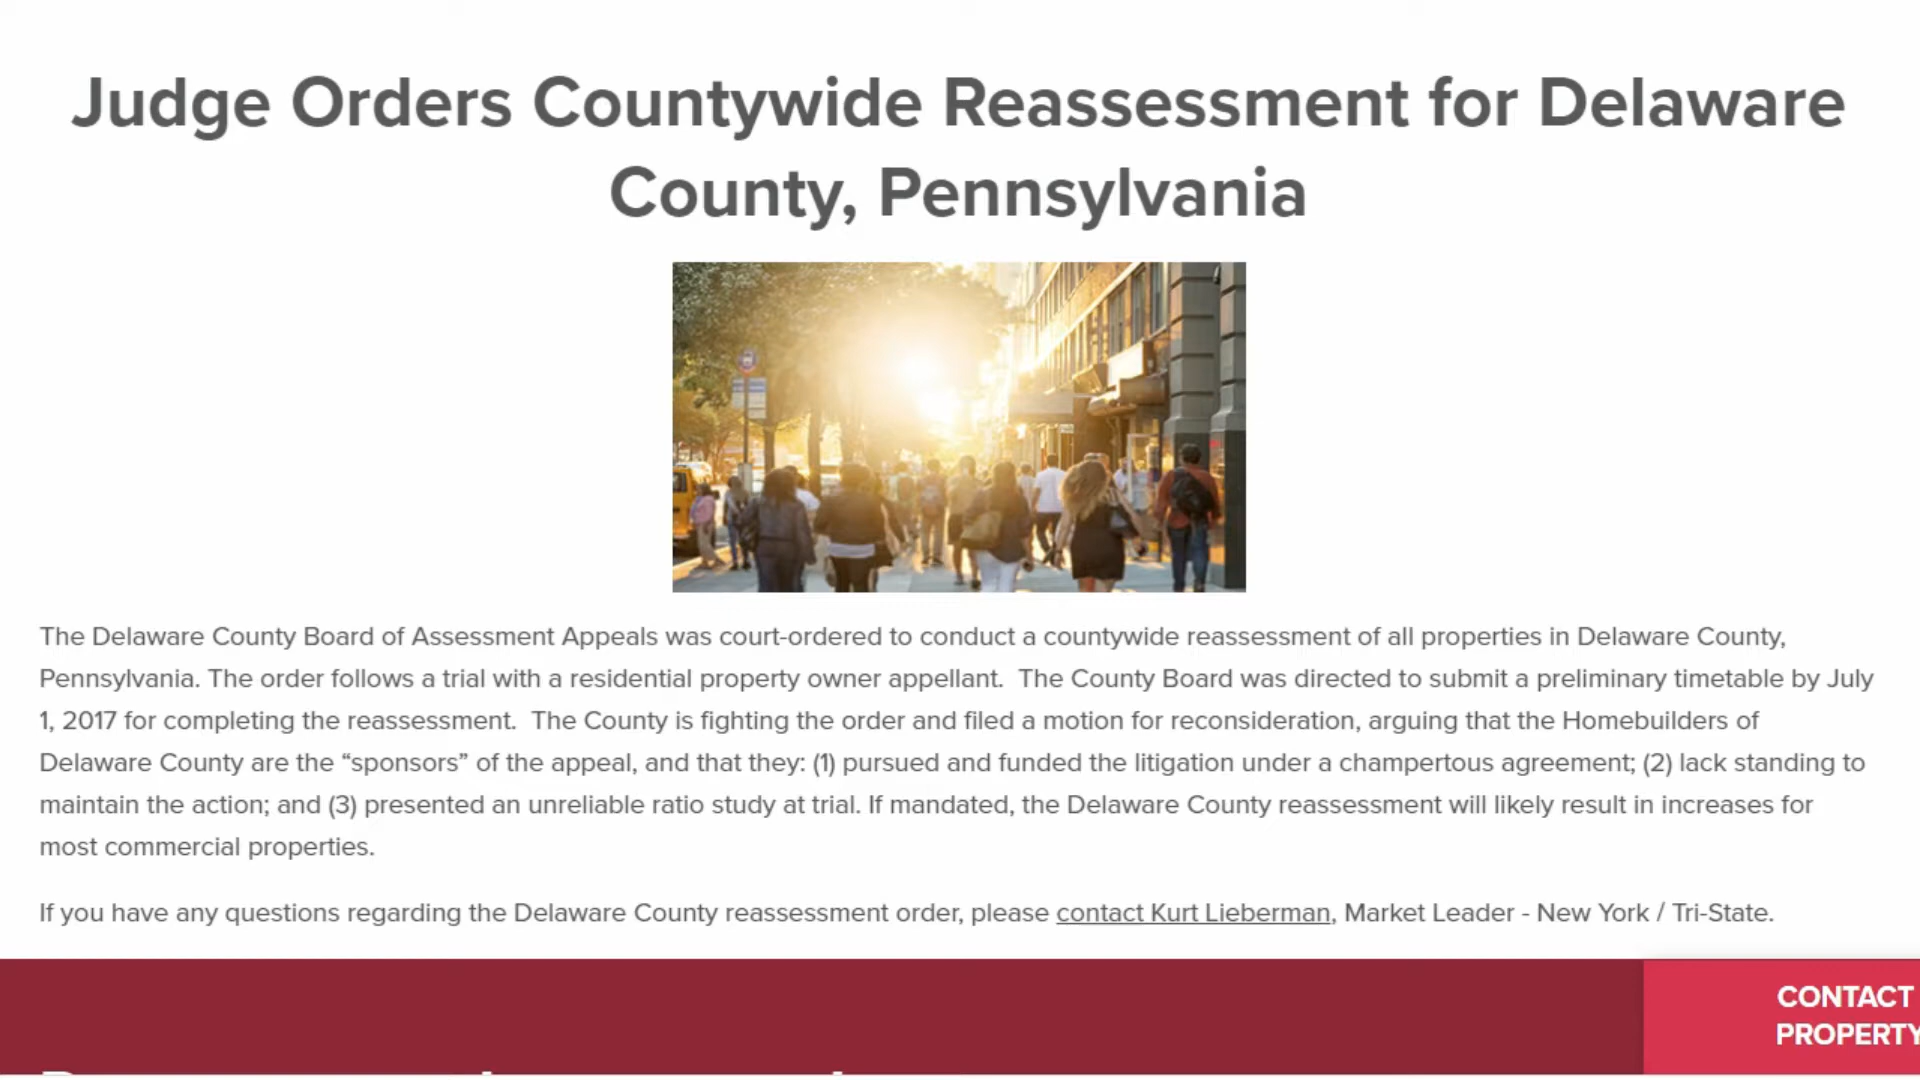 Judge Orders Countywide Reassessment for Delaware
County, Pennsylvania
The Delaware County Board of Assessment Appeals was court-ordered to conduct a countywide reassessment of all properties in Delaware County,
Pennsylvania. The order follows a trial with a residential property owner appellant.  The County Board was directed to submit a preliminary timetable by July
1, 2017 for completing the reassessment.  The County is fighting the order and filed a motion for reconsideration, arguing that the Homebuilders of
Delaware County are the “sponsors” of the appeal, and that they: (1) pursued and funded the litigation under a champertous agreement; (2) lack standing to
maintain the action; and (3) presented an unreliable ratio study at trial. If mandated, the Delaware County reassessment will likely result in increases for
most commercial properties.
If you have any questions regarding the Delaware County reassessment order, please contact Kurt Lieberman, Market Leader - New York / Tri-State.
CONTACT
PROPERTY